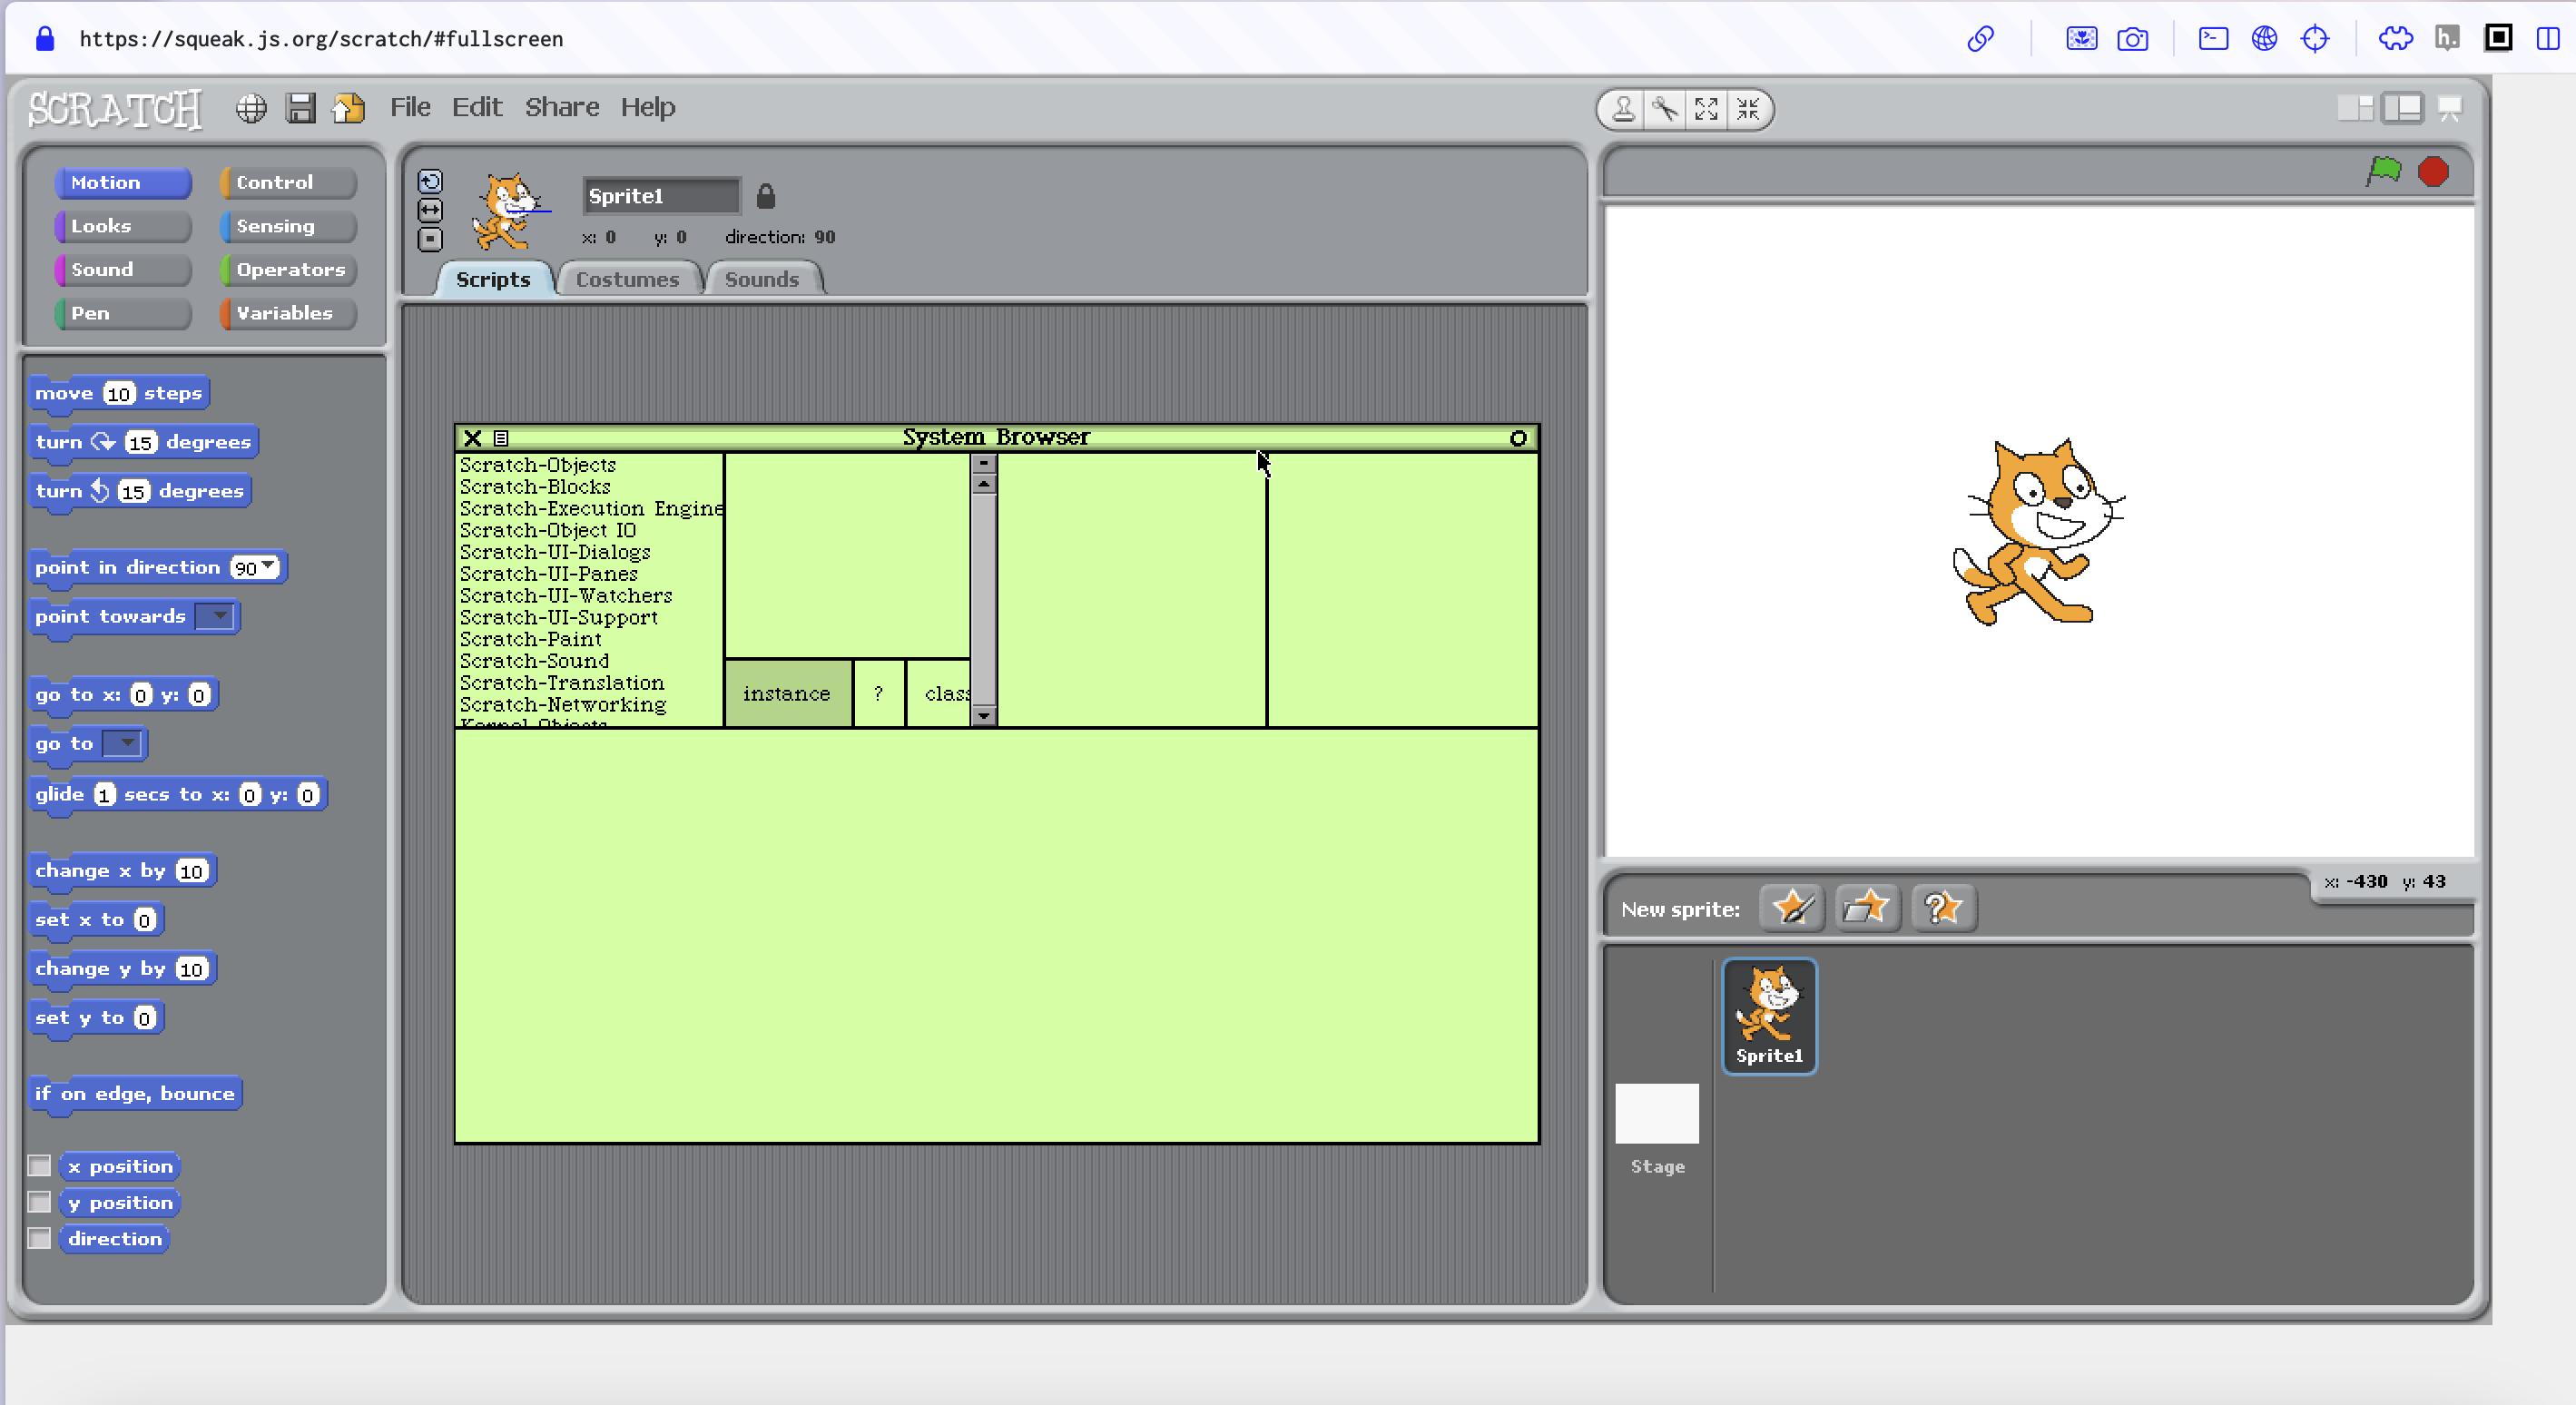 https://squeak.js.org/scratch/#fullscreen
SCRATCH
File Edit Share Help
Motion
Control
Looks
Sensing
Sound
Operators
Pen
Variables
Sprite1
x: 0 y: 0 direction: 90
Scripts
Costumes
Sounds
move 10 steps
turn 15 degrees
turn 15 degrees
point in direction 90
point towards
go to x: 0 y: 0
go to
glide 1 secs to x: 0 y: 0
change x by 10
set x to 0
change y by 10
set y to 0
if on edge, bounce
x position
y position
direction
System Browser
Scratch-Objects
Scratch-Blocks
Scratch-Execution Engine
Scratch-Object IO
Scratch-UI-Dialogs
Scratch-UI-Panes
Scratch-UI-Watchers
Scratch-UI-Support
Scratch-Paint
Scratch-Sound
Scratch-Translation
Scratch-Networking
Kernel-Objects
instance
?
clas
h.
x: -430 y: 43
New sprite:
Sprite1
Stage